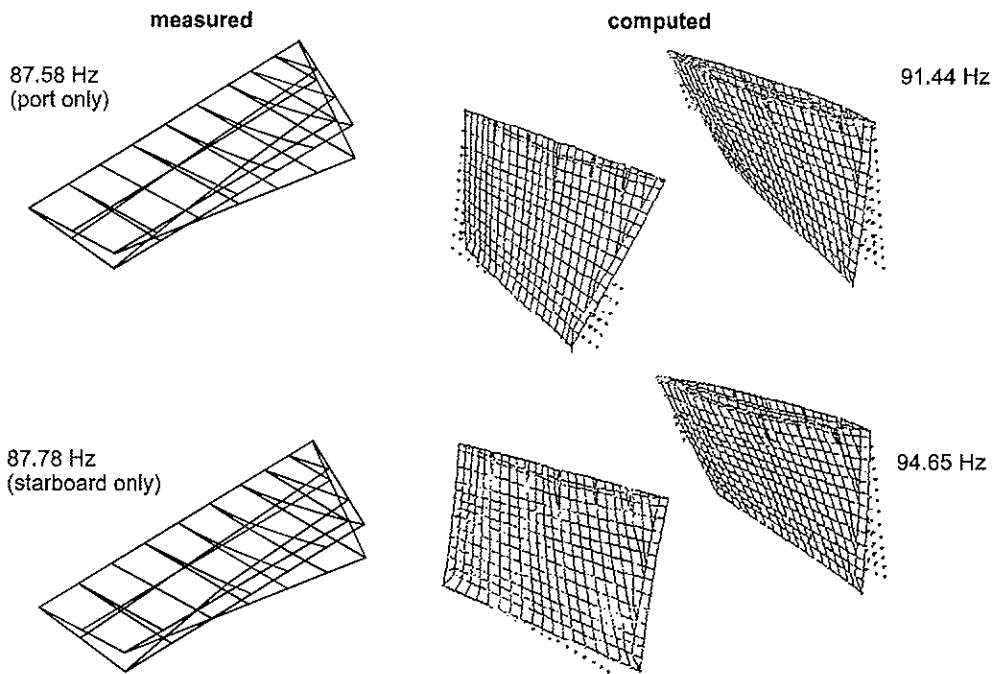 measured
computed
87.58 Hz
(port only)
91.44 Hz
87.78 Hz
(starboard only)
94.65 Hz